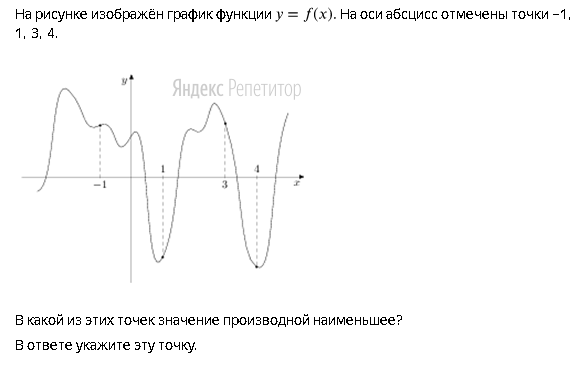 На рисунке изображён график функции y = f(x). На оси абсцисс отмечены точки −1,
1, 3, 4.
y
Яндекс Репетитор
1
4
−1
3
x
В какой из этих точек значение производной наименьшее?
В ответе укажите эту точку.